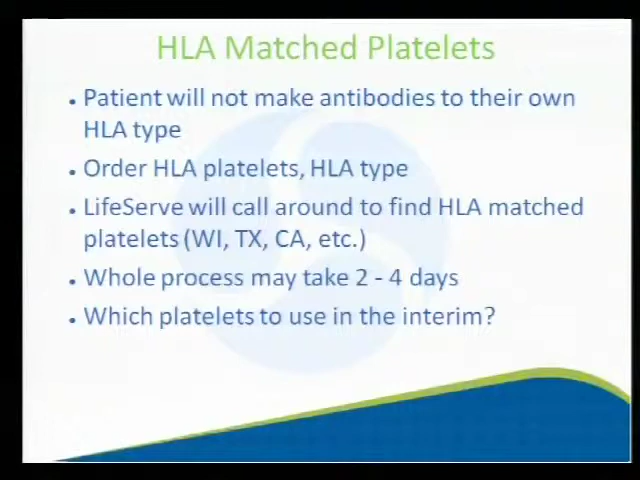 HLA Matched Platelets
• Patient will not make antibodies to their own
HLA type
• Order HLA platelets, HLA type
• LifeServe will call around to find HLA matched
platelets (WI, TX, CA, etc.)
• Whole process may take 2 - 4 days
• Which platelets to use in the interim?